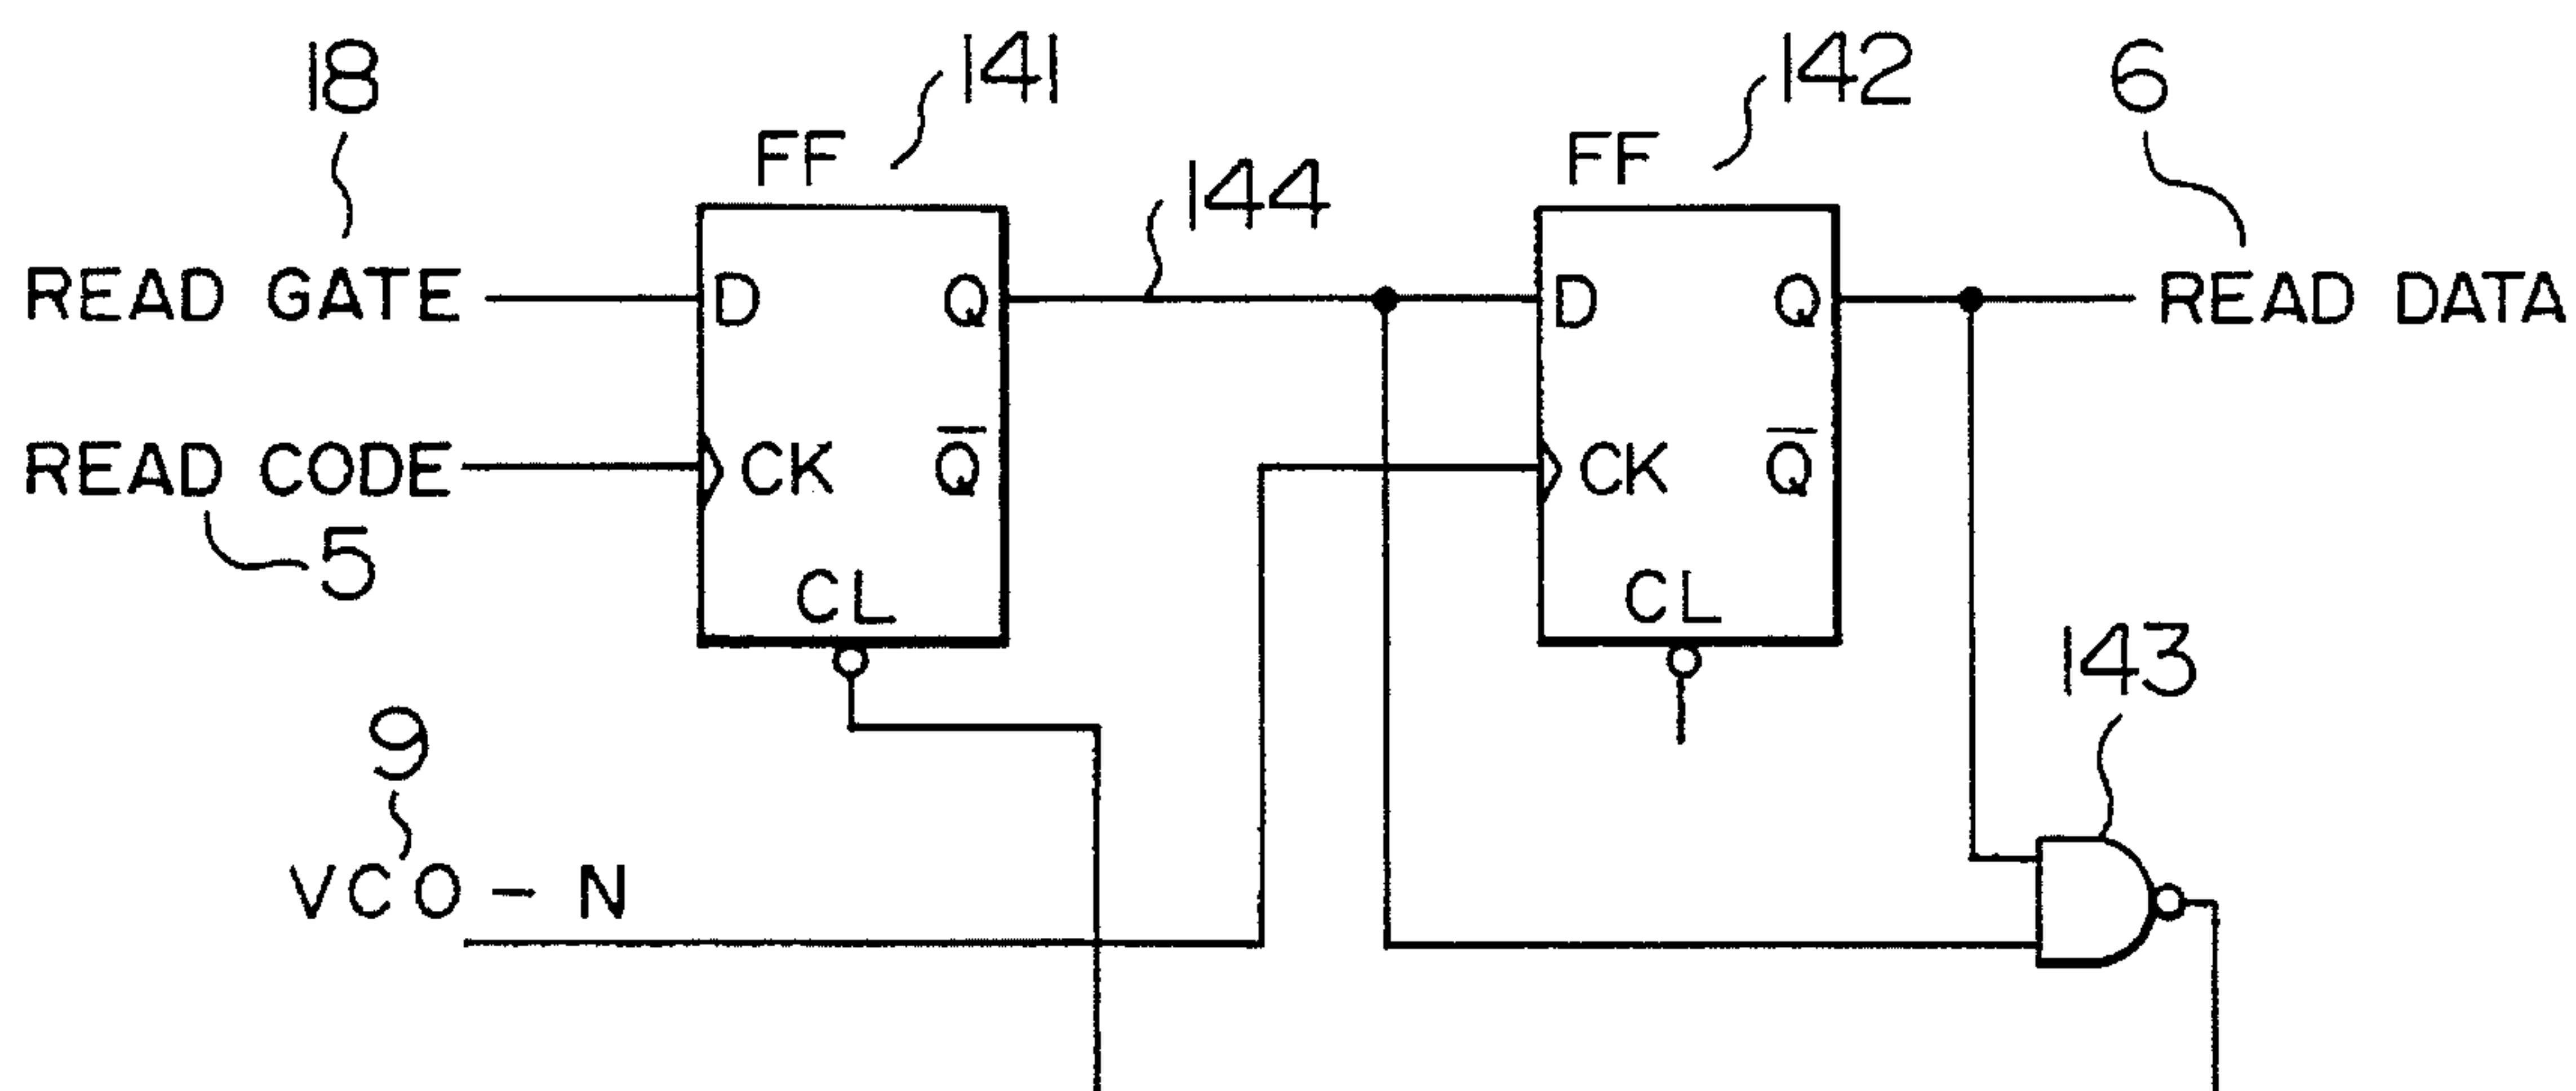 18
141
142
6
FF
FF
144
READ GATE
D
Q
D
Q
READ DATA
READ CODE
CK
Q̅
CK
Q̅
5
CL
CL
143
9
VCO - N